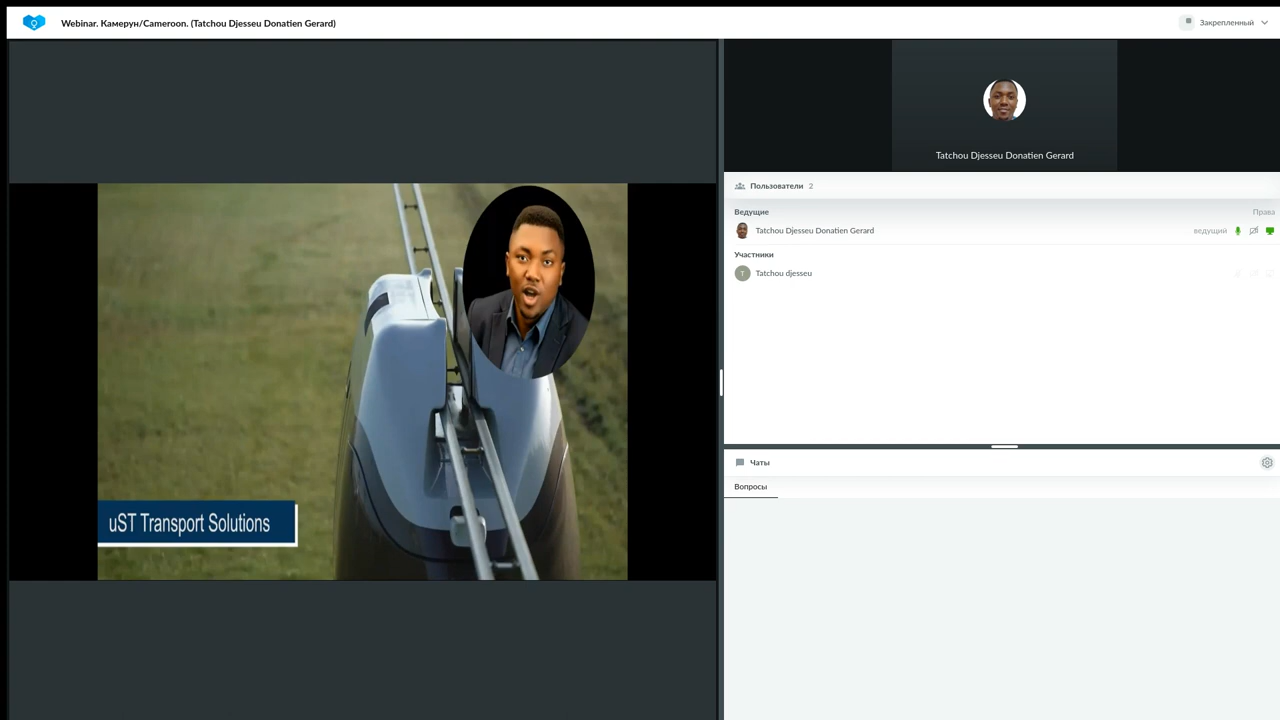 Webinar. Камерун/Cameroon. (Tatchou Djesseu Donatien Gerard)
Закрепленный
Tatchou Djesseu Donatien Gerard
Пользователи 2
Ведущие Права
Tatchou Djesseu Donatien Gerard ведущий
Участники
T Tatchou djesseu
uST Transport Solutions
Чаты
Вопросы